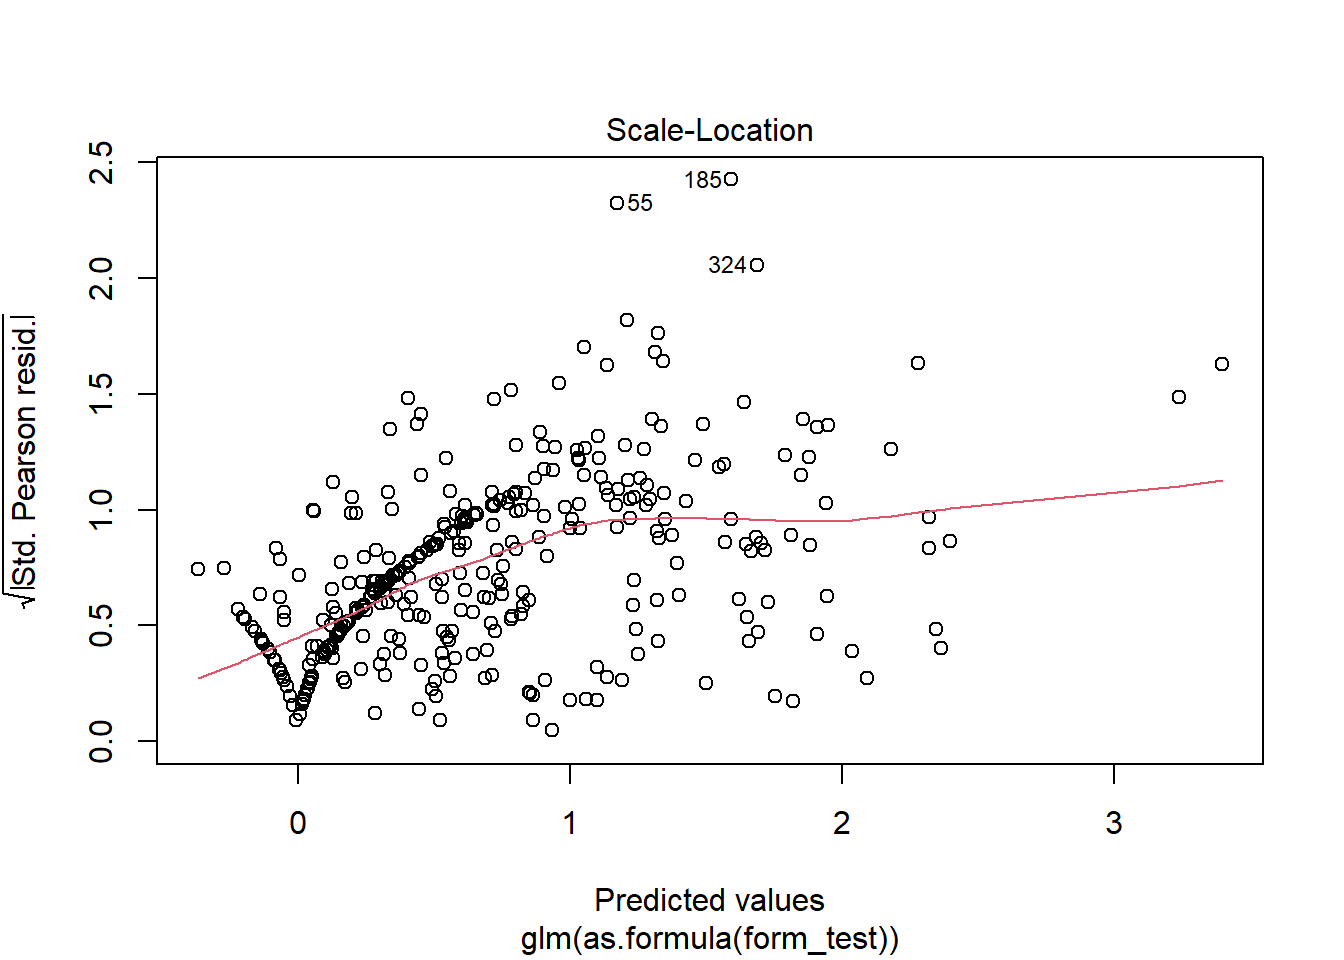 Scale-Location
√|Std. Pearson resid.|
2.5
2.0
1.5
1.0
0.5
0.0
185
55
324
0 1 2 3
Predicted values
glm(as.formula(form_test))